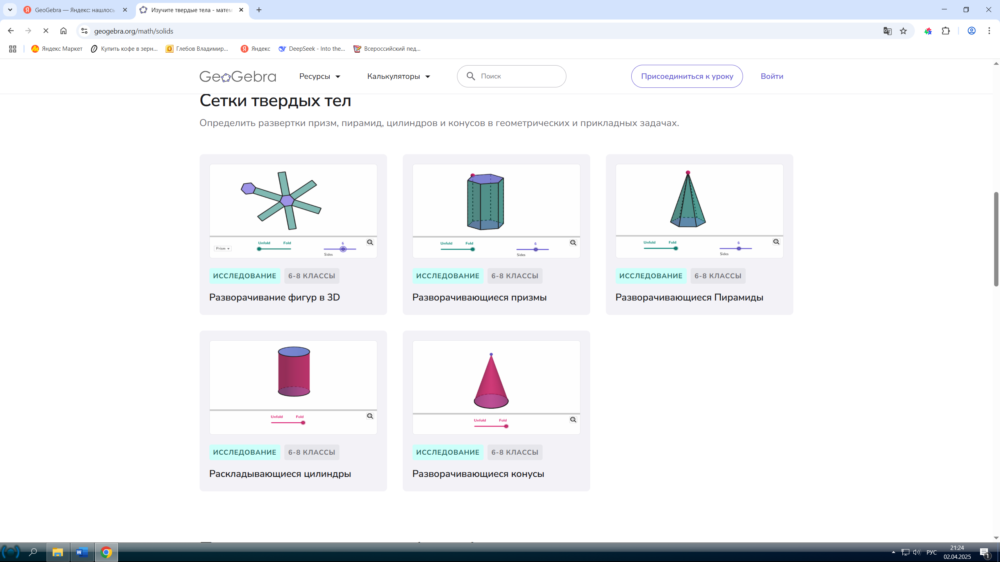 GeoGebra — Яндекс: нашлось
Изучите твердые тела - матем
geogebra.org/math/solids
Яндекс Маркет
Купить кофе в зерн...
Глебов Владимир...
Яндекс
DeepSeek - Into the...
Всероссийский пед...
GeoGebra
Ресурсы
Калькуляторы
Поиск
Присоединиться к уроку
Войти
Сетки твердых тел
Определить развертки призм, пирамид, цилиндров и конусов в геометрических и прикладных задачах.
Prism
Unfold Fold
6
Sides
ИССЛЕДОВАНИЕ 6-8 КЛАССЫ
Разворачивание фигур в 3D
Unfold Fold
6
Sides
ИССЛЕДОВАНИЕ 6-8 КЛАССЫ
Разворачивающиеся призмы
Unfold Fold
6
Sides
ИССЛЕДОВАНИЕ 6-8 КЛАССЫ
Разворачивающиеся Пирамиды
Unfold Fold
ИССЛЕДОВАНИЕ 6-8 КЛАССЫ
Раскладывающиеся цилиндры
Unfold Fold
ИССЛЕДОВАНИЕ 6-8 КЛАССЫ
Разворачивающиеся конусы
РУС
21:24
02.04.2025
1